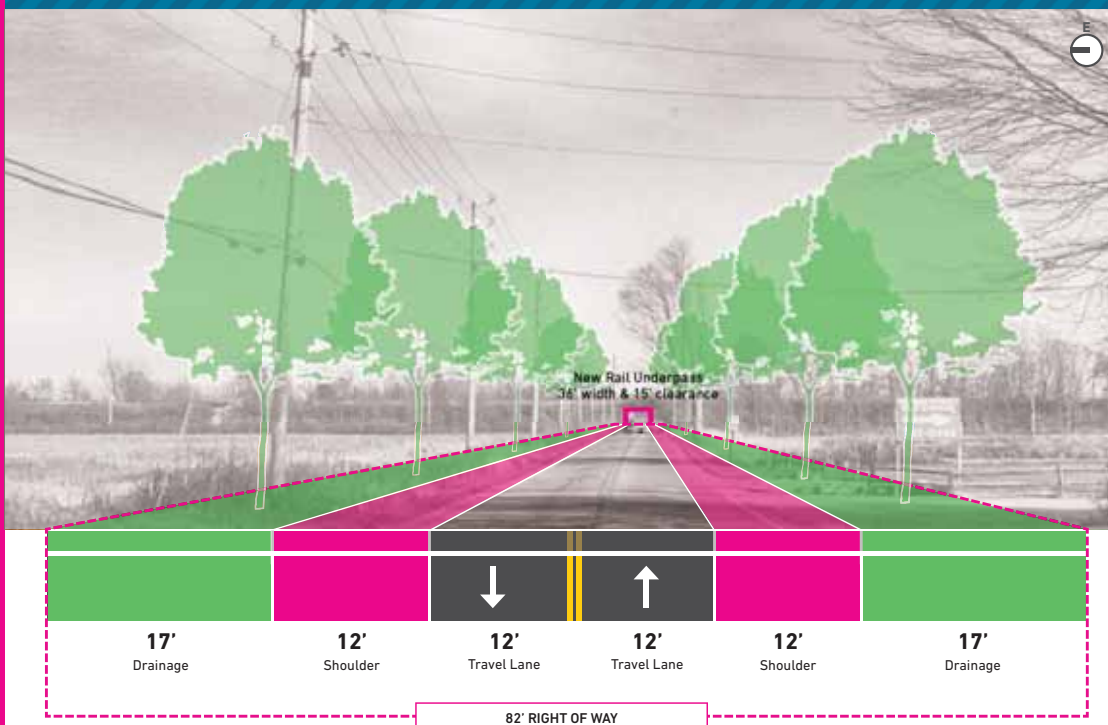 E
New Rail Underpass
36' width & 15' clearance
17’
Drainage
12’
Shoulder
12’
Travel Lane
12’
Travel Lane
12’
Shoulder
17’
Drainage
82’ RIGHT OF WAY